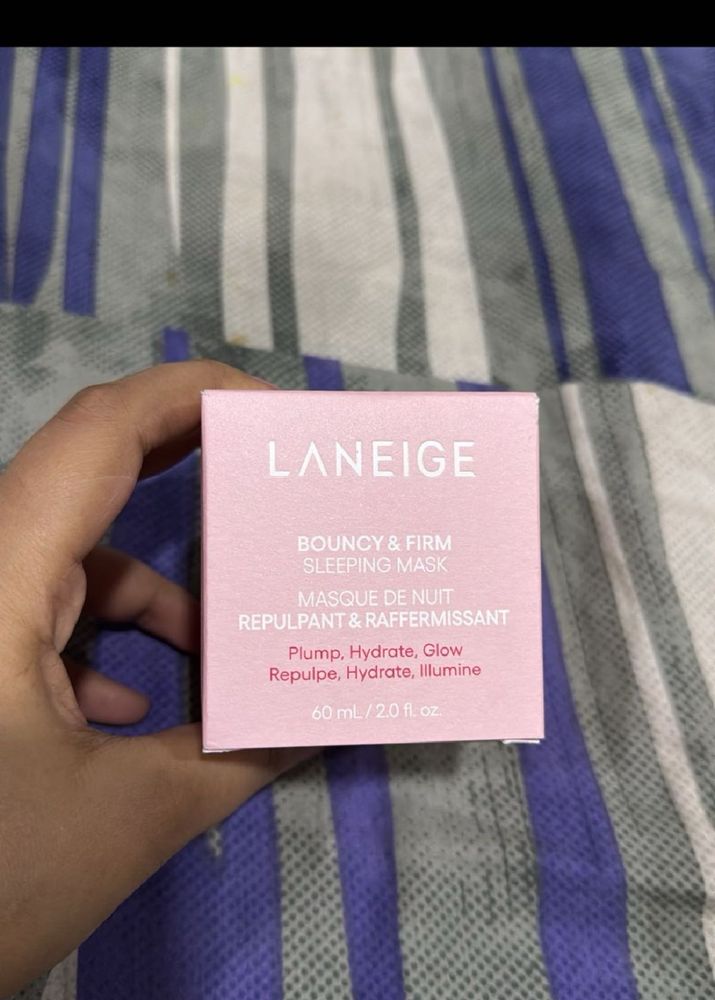 LANEIGE
BOUNCY & FIRM
SLEEPING MASK
MASQUE DE NUIT
REPULPANT & RAFFERMISSANT
Plump, Hydrate, Glow
Repulpe, Hydrate, Illumine
60 mL / 2.0 fl. oz.